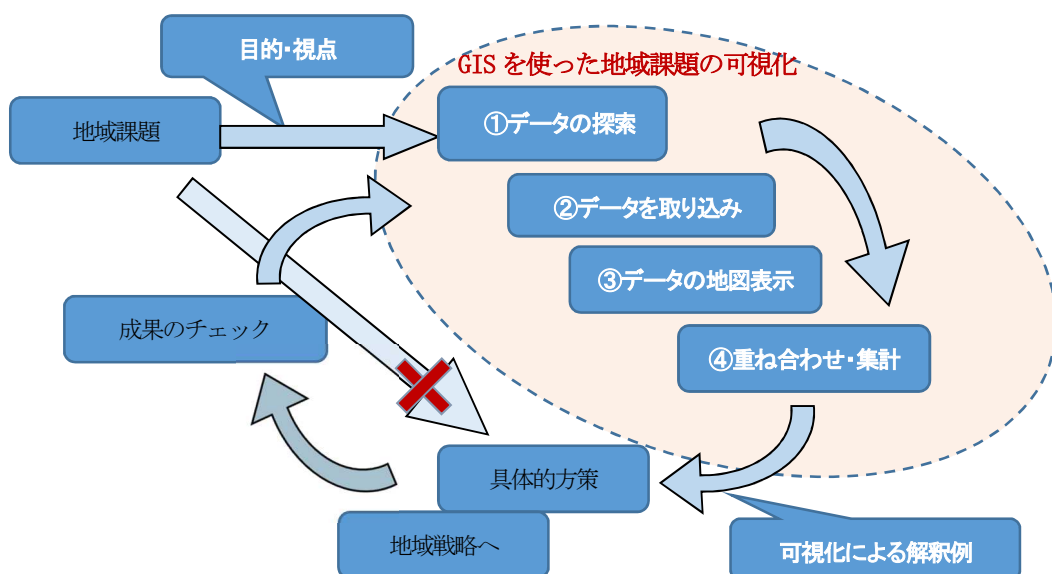 目的・視点
GISを使った地域課題の可視化
地域課題
①データの探索
②データを取り込み
③データの地図表示
成果のチェック
④重ね合わせ・集計
具体的方策
地域戦略へ
可視化による解釈例